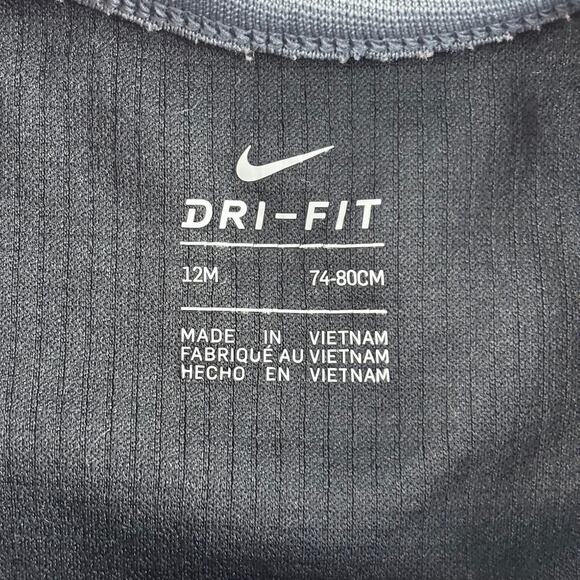 DRI-FIT
12M 74-80CM
MADE IN VIETNAM
FABRIQUÉ AU VIETNAM
HECHO EN VIETNAM